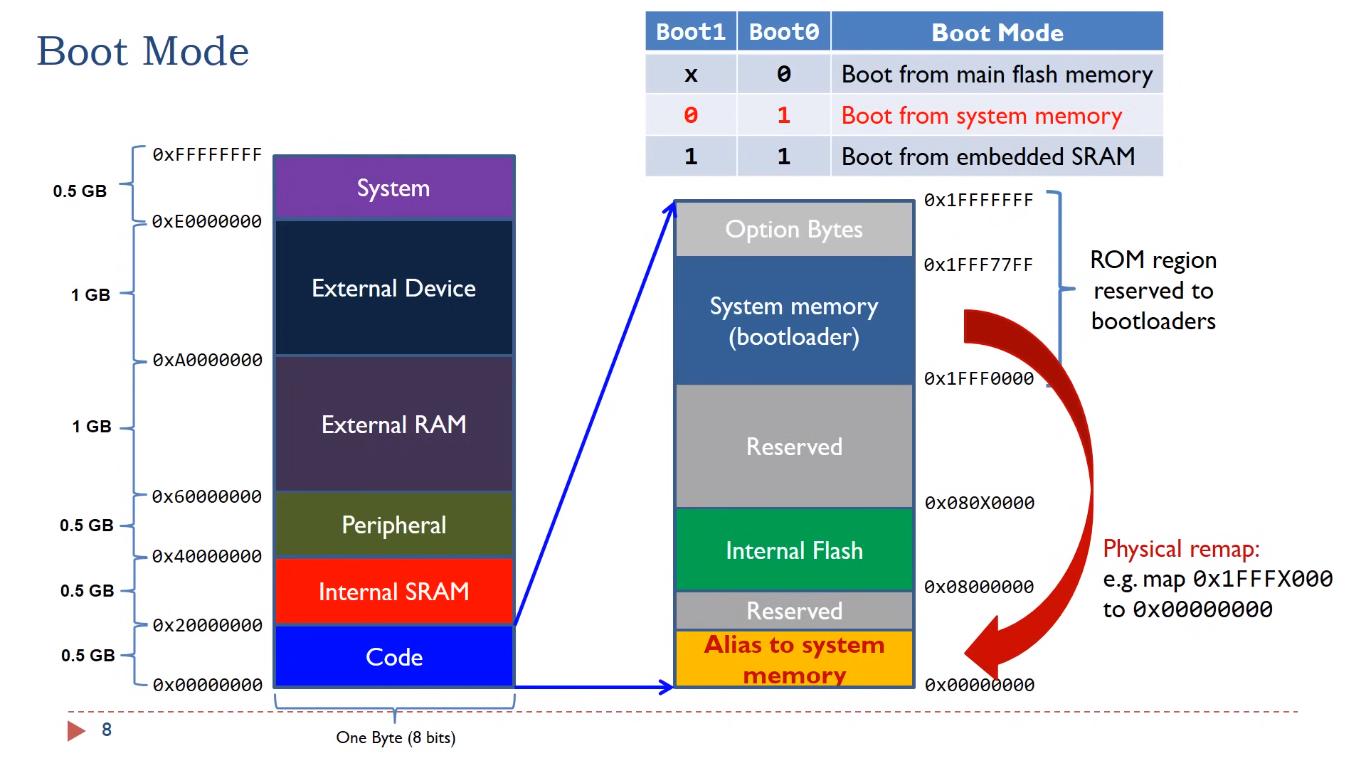 Boot Mode
Boot1 Boot0 Boot Mode
x 0 Boot from main flash memory
0 1 Boot from system memory
1 1 Boot from embedded SRAM
0xFFFFFFFF
0.5 GB
System
0xE0000000
1 GB
External Device
0xA0000000
1 GB
External RAM
0x60000000
0.5 GB
Peripheral
0x40000000
0.5 GB
Internal SRAM
0x20000000
0.5 GB
Code
0x00000000
One Byte (8 bits)
0x1FFFFFFF
Option Bytes
0x1FFF77FF
System memory
(bootloader)
0x1FFF0000
Reserved
0x080X0000
Internal Flash
0x08000000
Reserved
Alias to system
memory
0x00000000
ROM region
reserved to
bootloaders
Physical remap:
e.g. map 0x1FFFX000
to 0x00000000
8